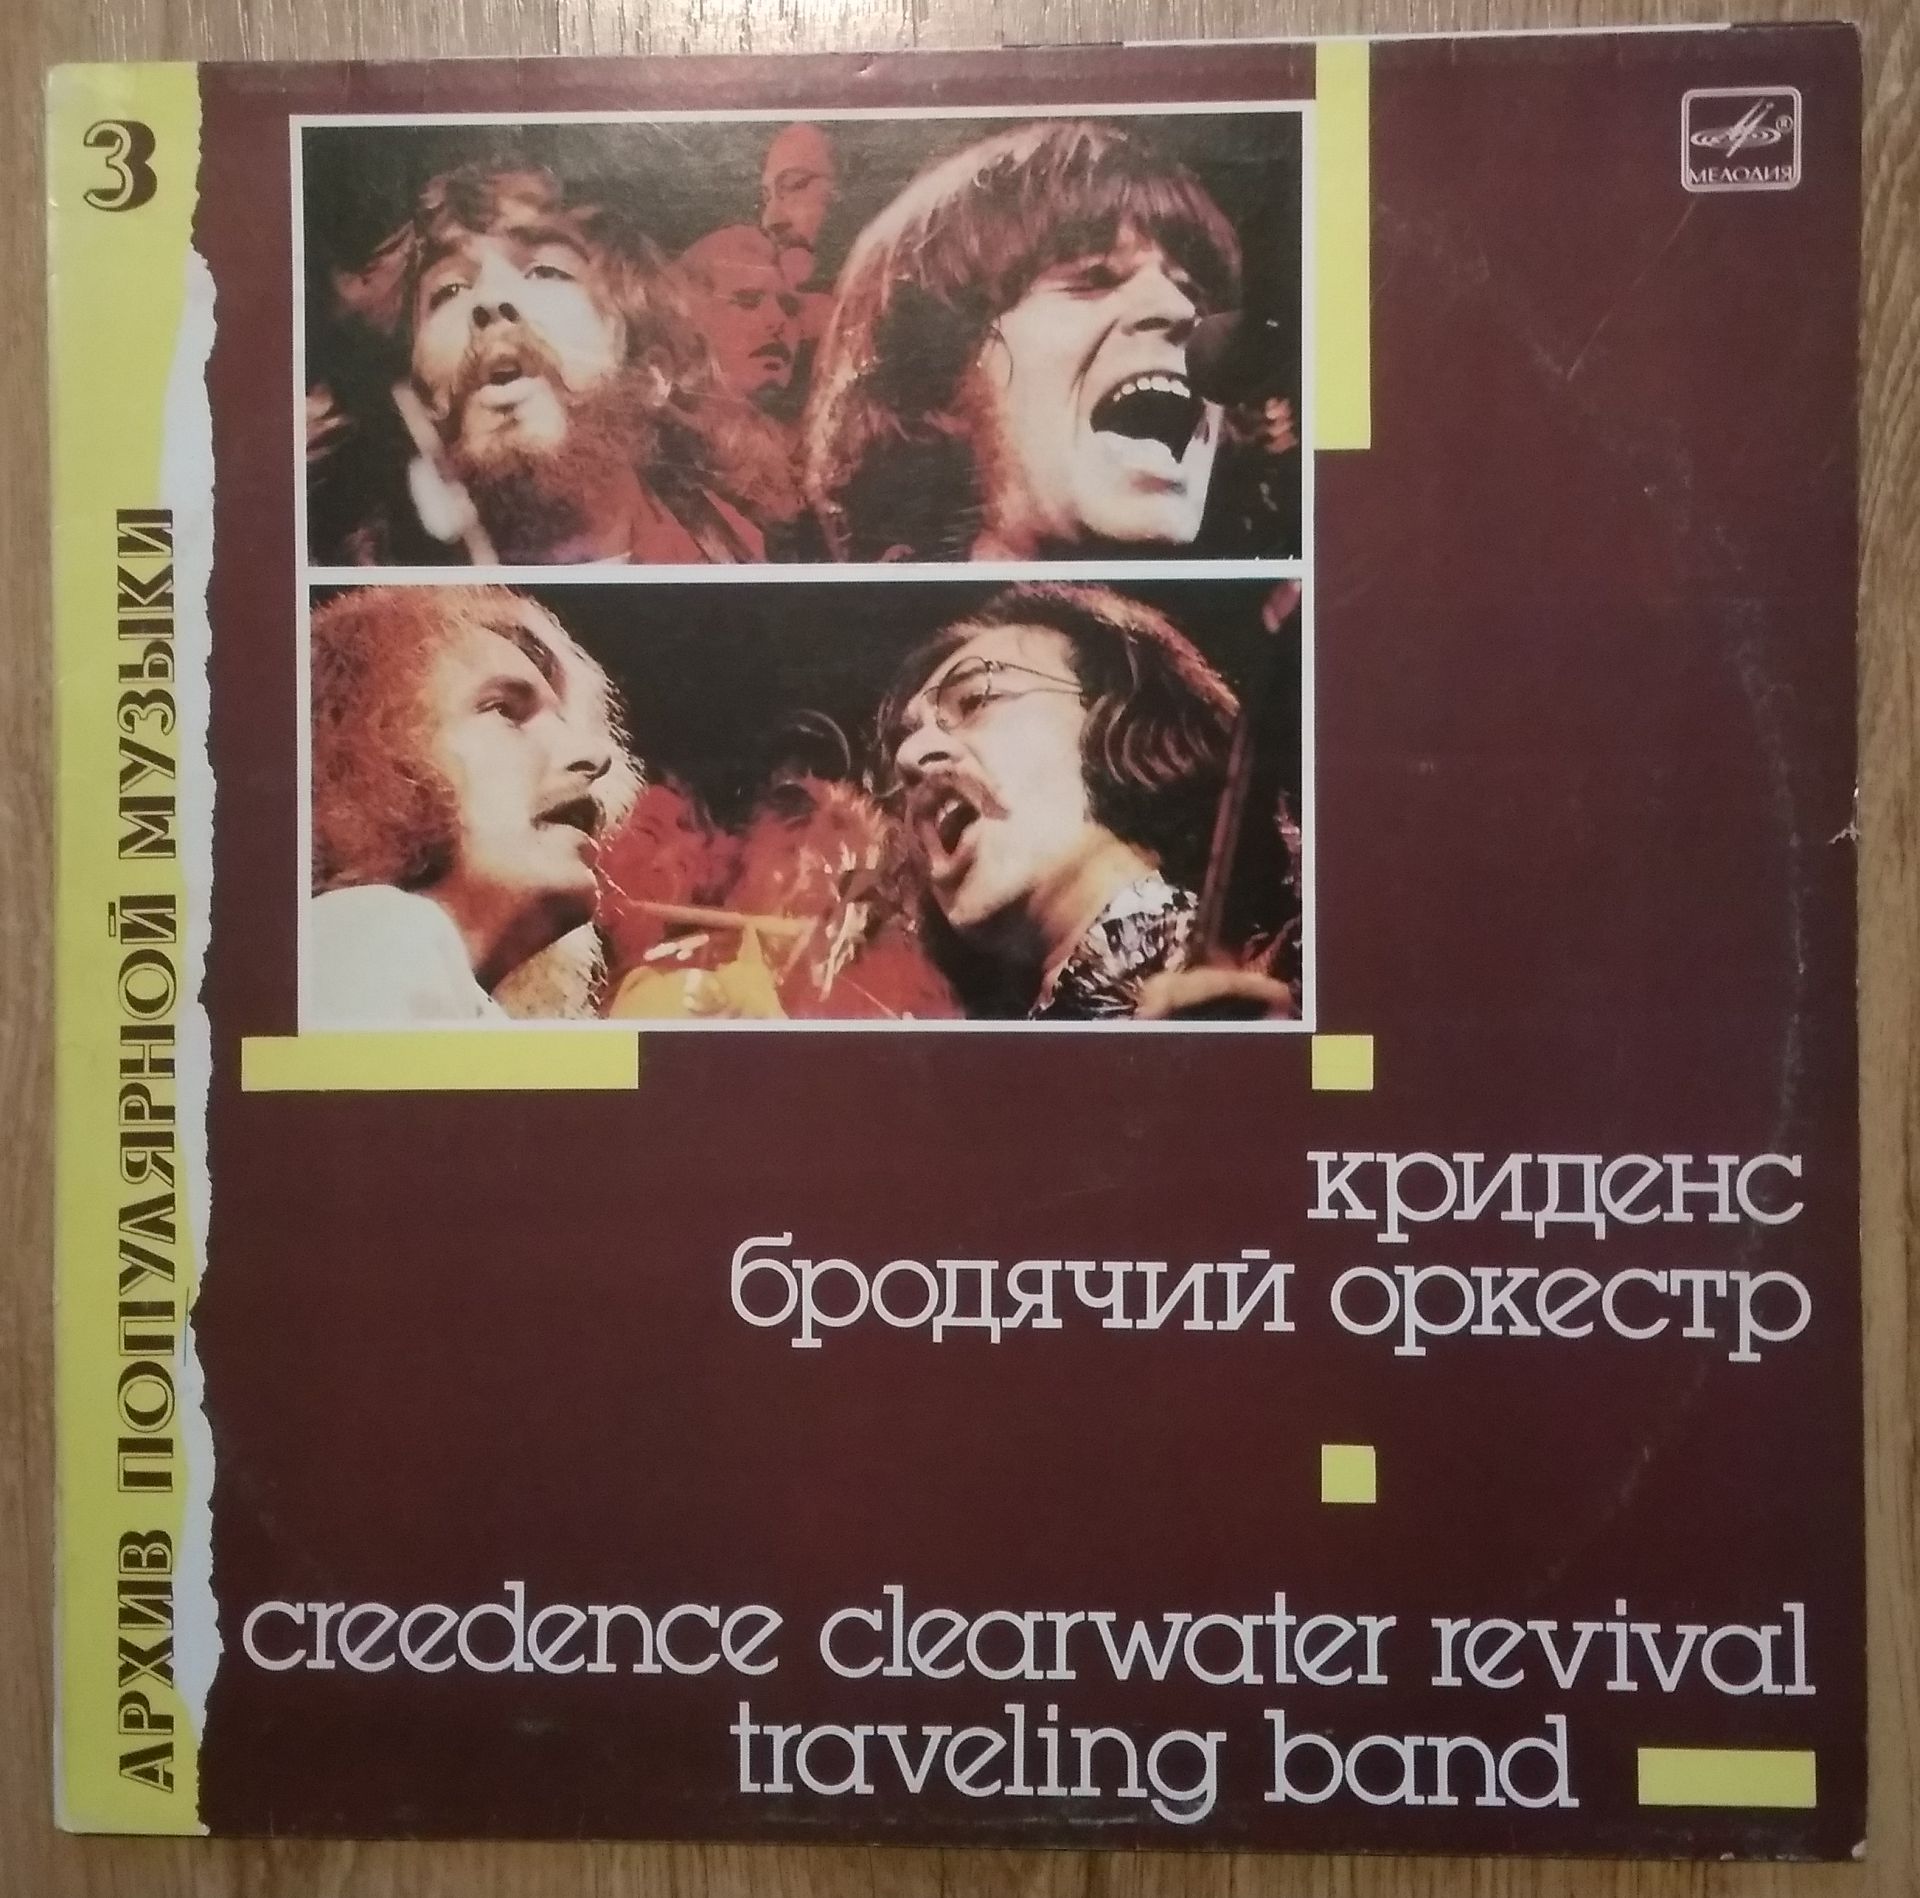 3
АРХИВ ПОПУЛЯРНОЙ МУЗЫКИ
МЕЛОДИЯ
®
криденс
бродячий оркестр
creedence clearwater revival
traveling band